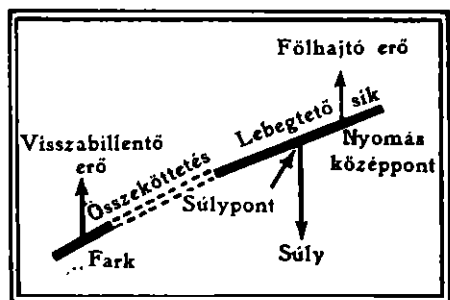 Fölhajtó erő
Lebegtető sík
Visszabillentő
erő
Nyomás
középpont
Összeköttetés
Súlypont
Súly
... Fark